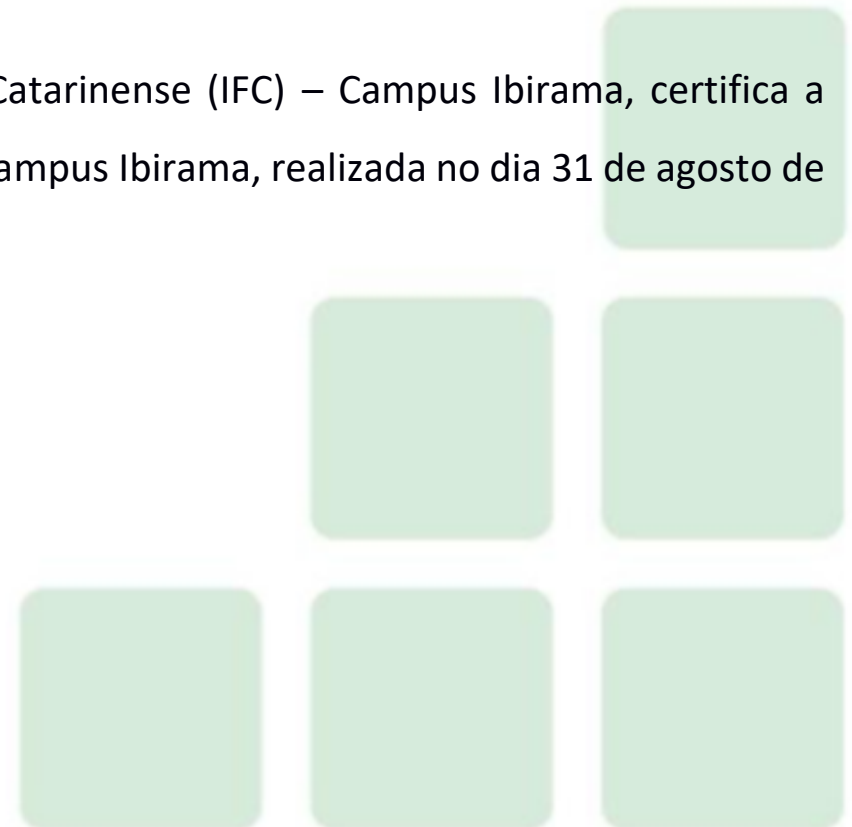 Catarinense (IFC) – Campus Ibirama, certifica a
ampus Ibirama, realizada no dia 31 de agosto de